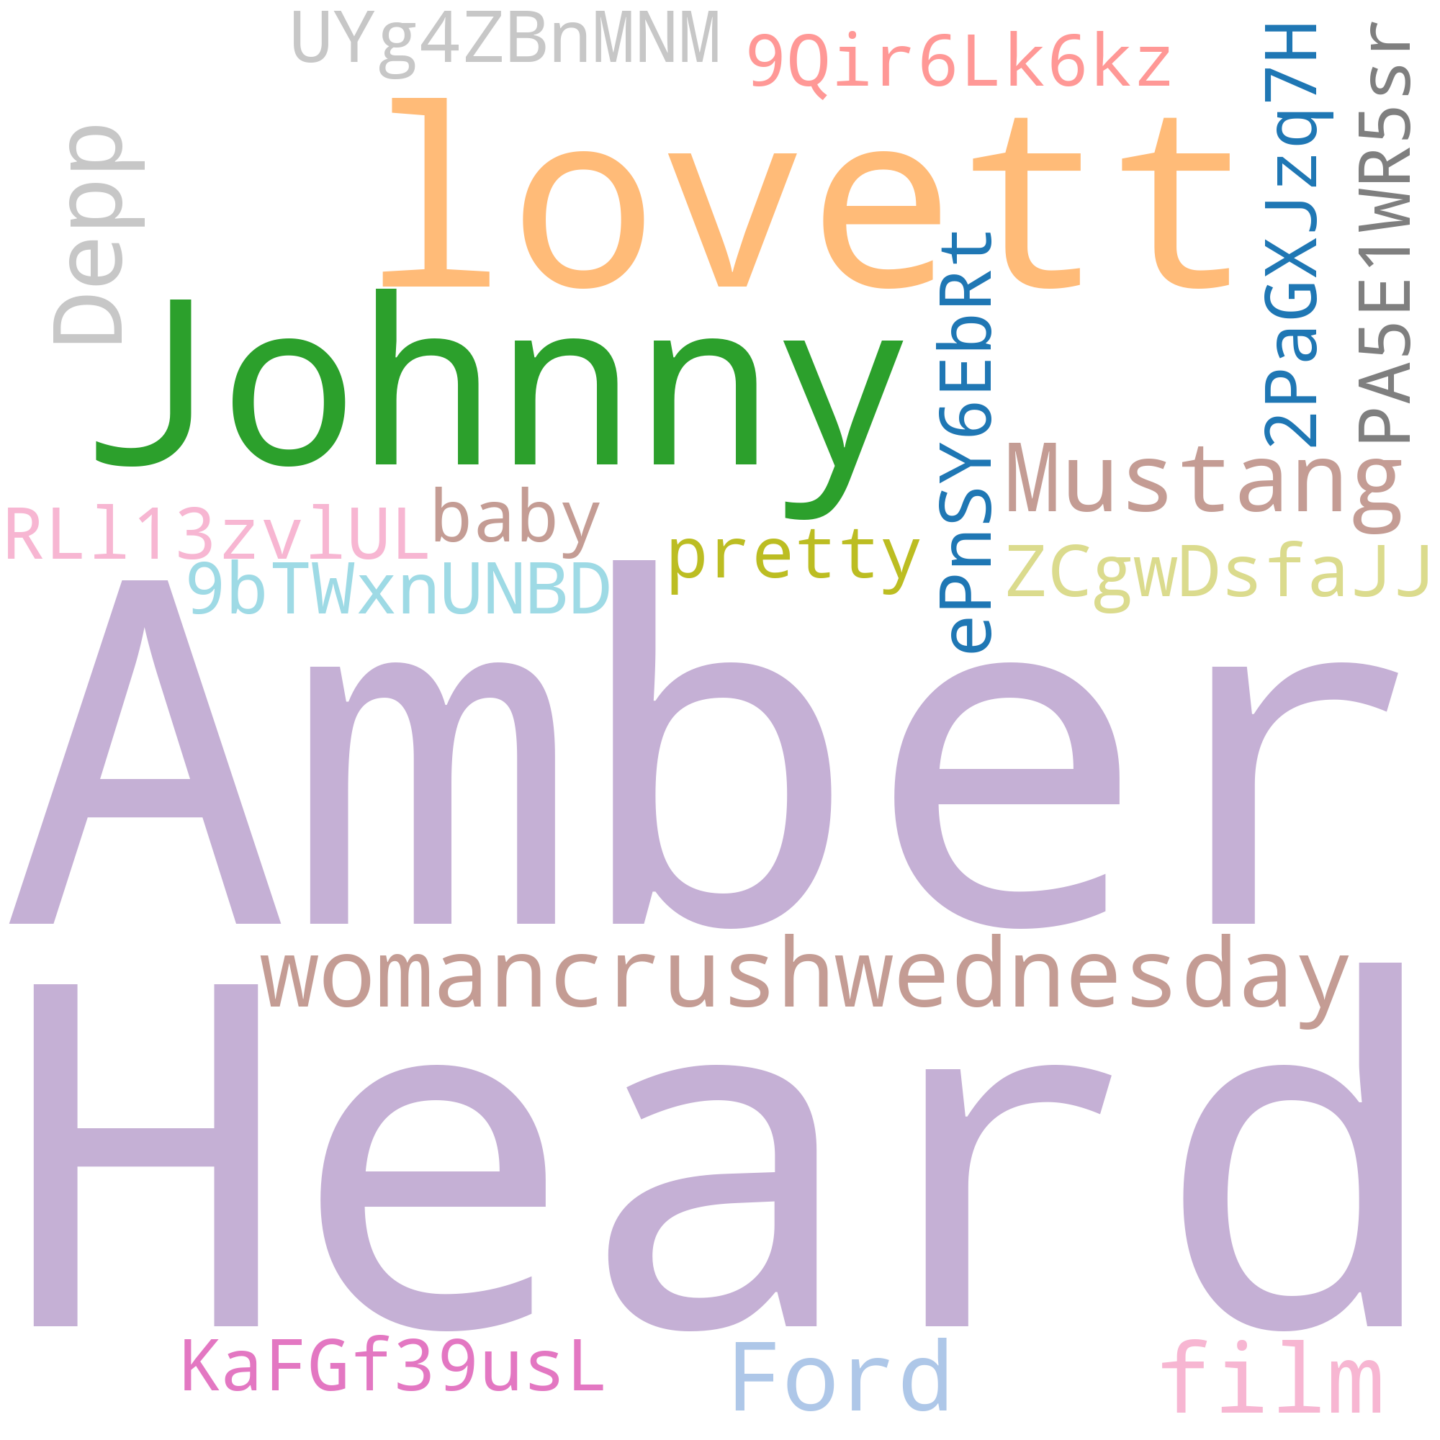 UYg4ZBnMNM
9Qir6Lk6kz
2PaGXJzq7H
PA5E1WR5sr
Depp
lovett
Johnny
ePnSY6EbRt
Mustang
RLl13zvlUL
baby
pretty
ZCgwDsfaJJ
9bTWxnUNBD
Amber
womancrushwednesday
Heard
KaFGf39usL
Ford
film